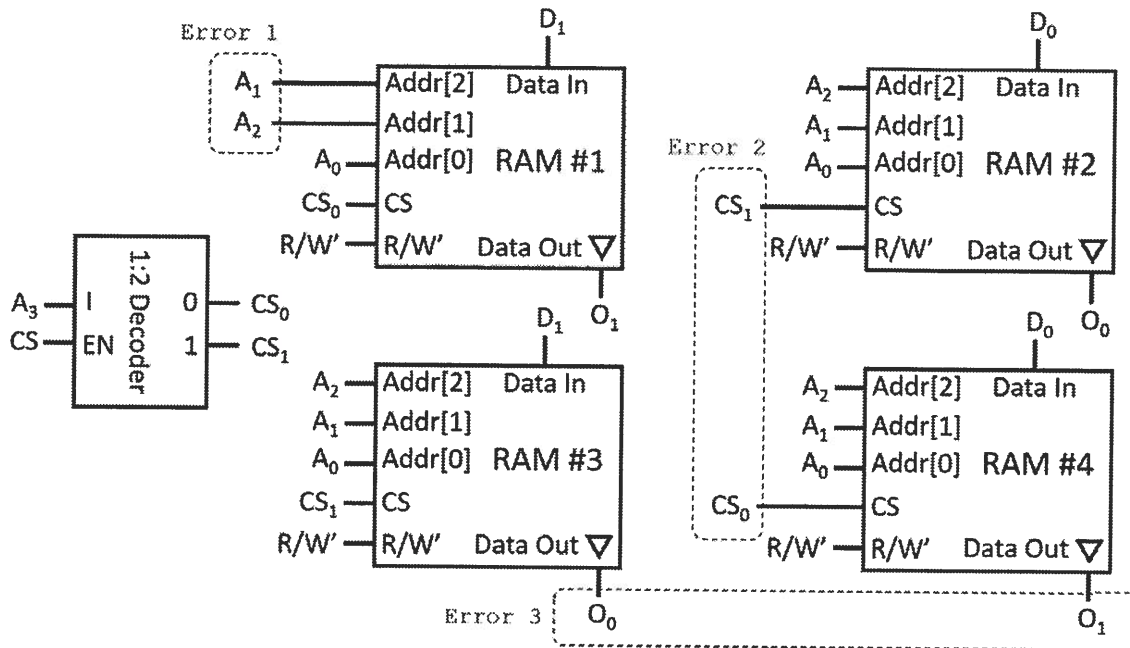 Error 1
D₁
A₁ Addr[2] Data In
A₂ Addr[1]
A₀ Addr[0] RAM #1
CS₀ CS
R/W' R/W' Data Out
O₁
D₀
A₂ Addr[2] Data In
A₁ Addr[1]
A₀ Addr[0] RAM #2
Error 2
CS₁ CS
R/W' R/W' Data Out
O₀
1:2 Decoder
A₃ I 0 CS₀
CS EN 1 CS₁
D₁
A₂ Addr[2] Data In
A₁ Addr[1]
A₀ Addr[0] RAM #3
CS₁ CS
R/W' R/W' Data Out
O₀
D₀
A₂ Addr[2] Data In
A₁ Addr[1]
A₀ Addr[0] RAM #4
CS₀ CS
R/W' R/W' Data Out
O₁
Error 3